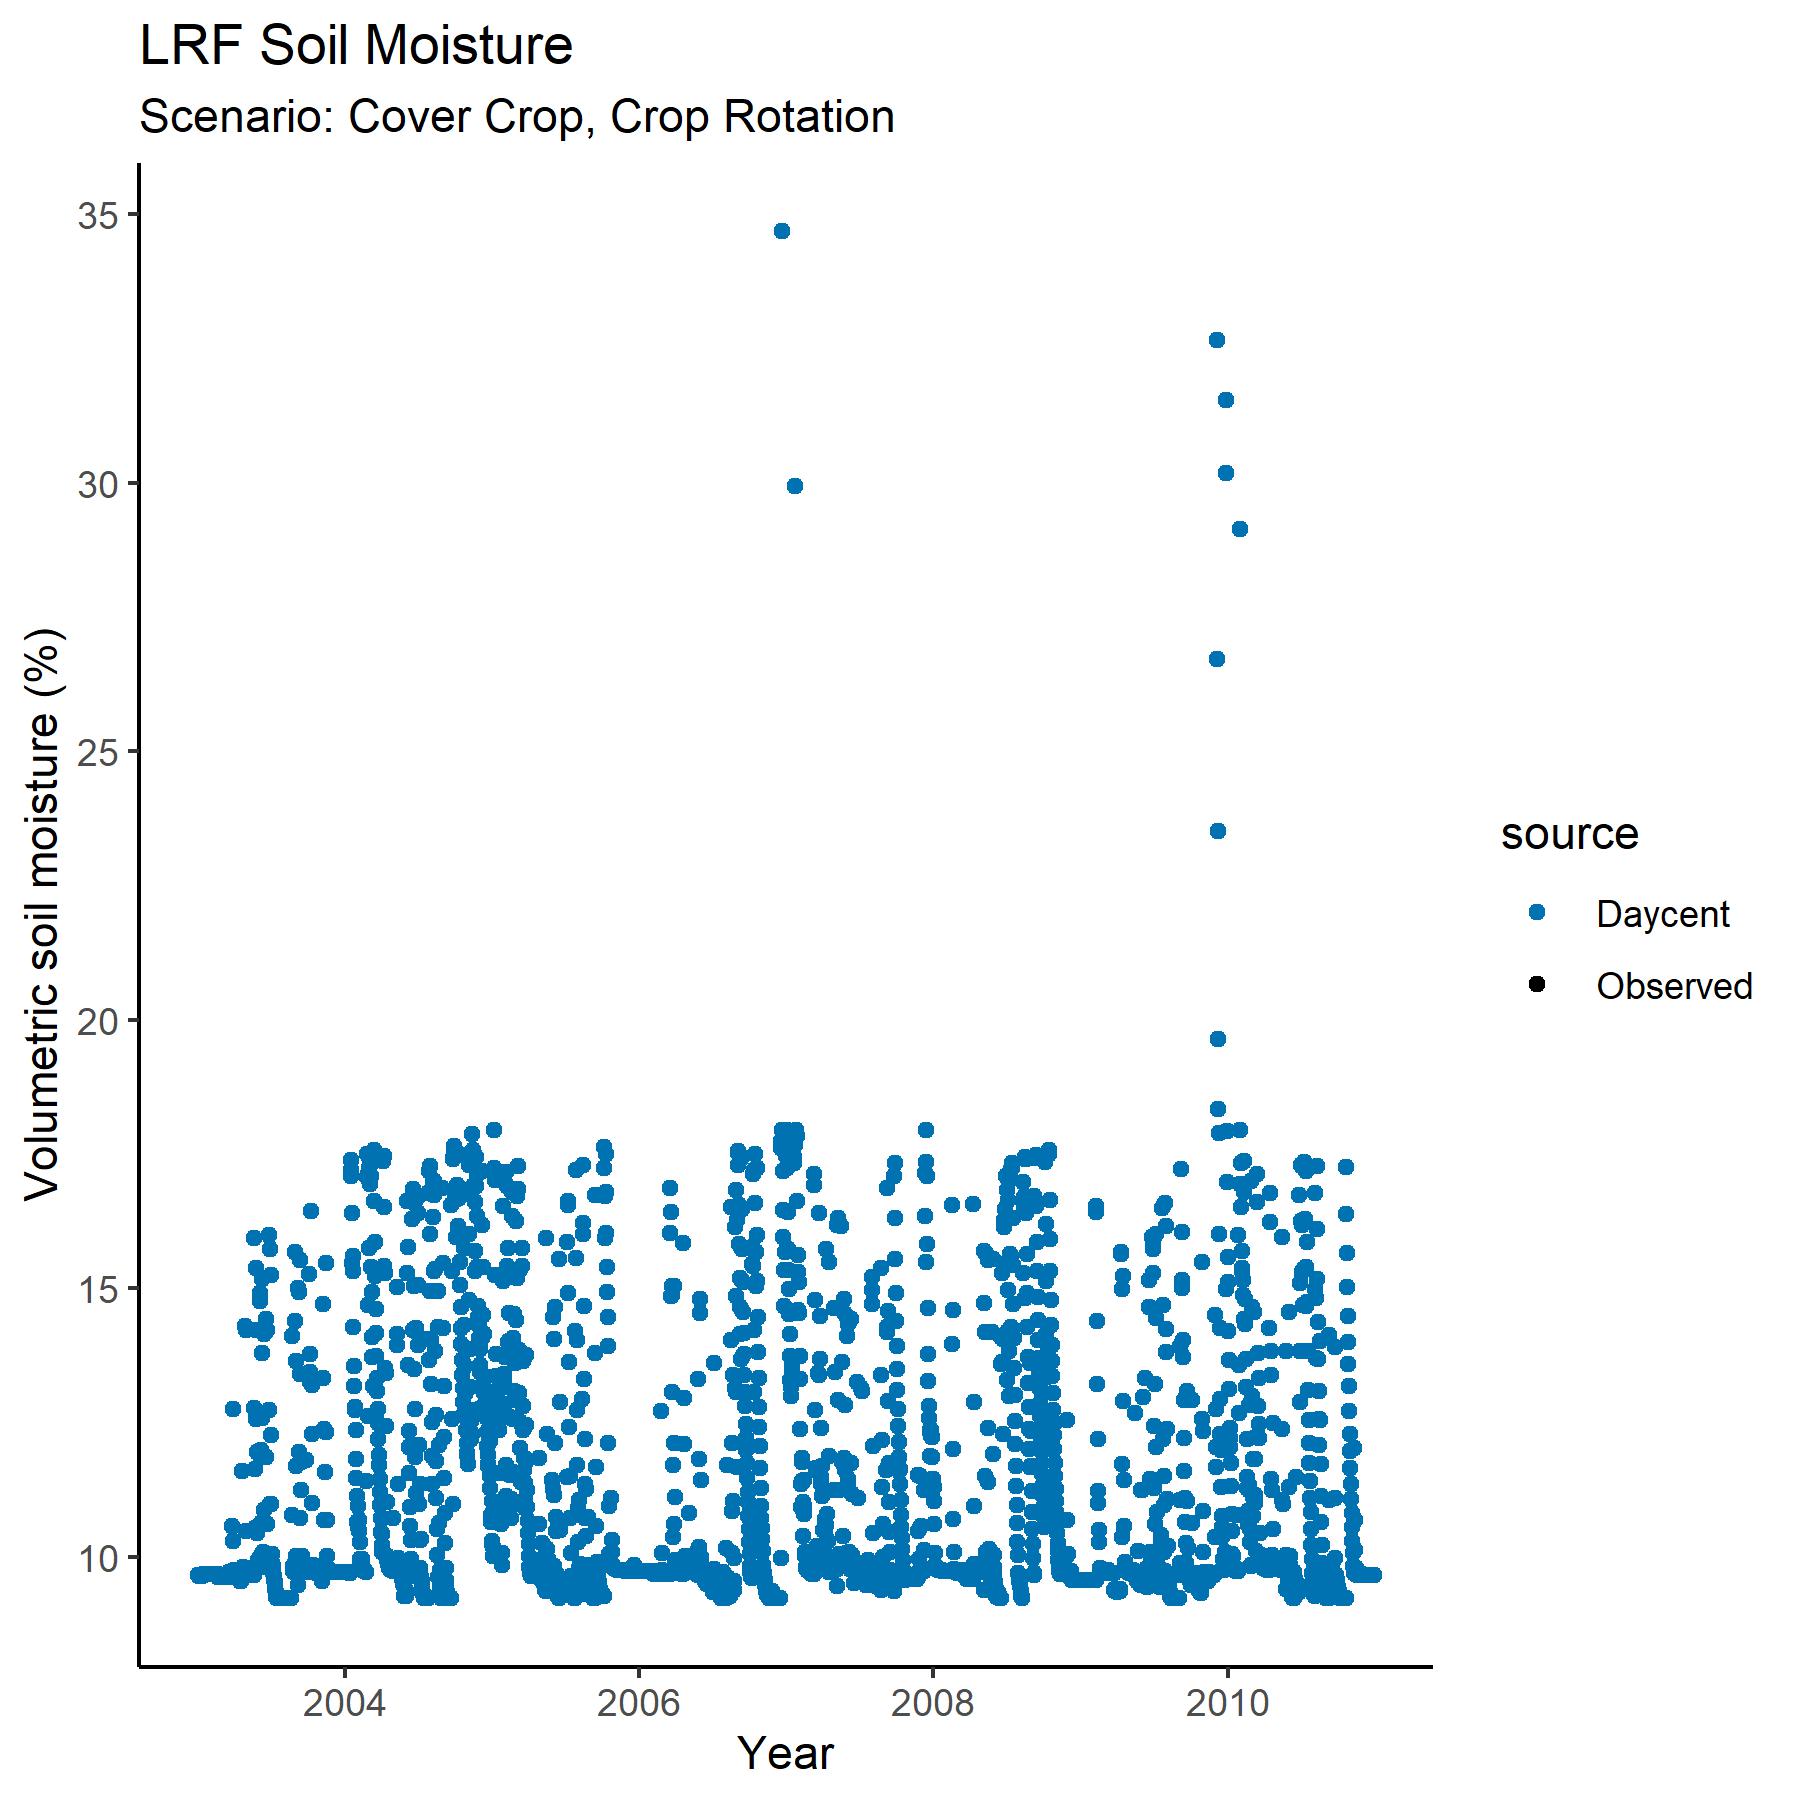 LRF Soil Moisture
Scenario: Cover Crop, Crop Rotation
Volumetric soil moisture (%)
35
30
25
20
15
10
2004 2006 2008 2010
Year
source
Daycent
Observed